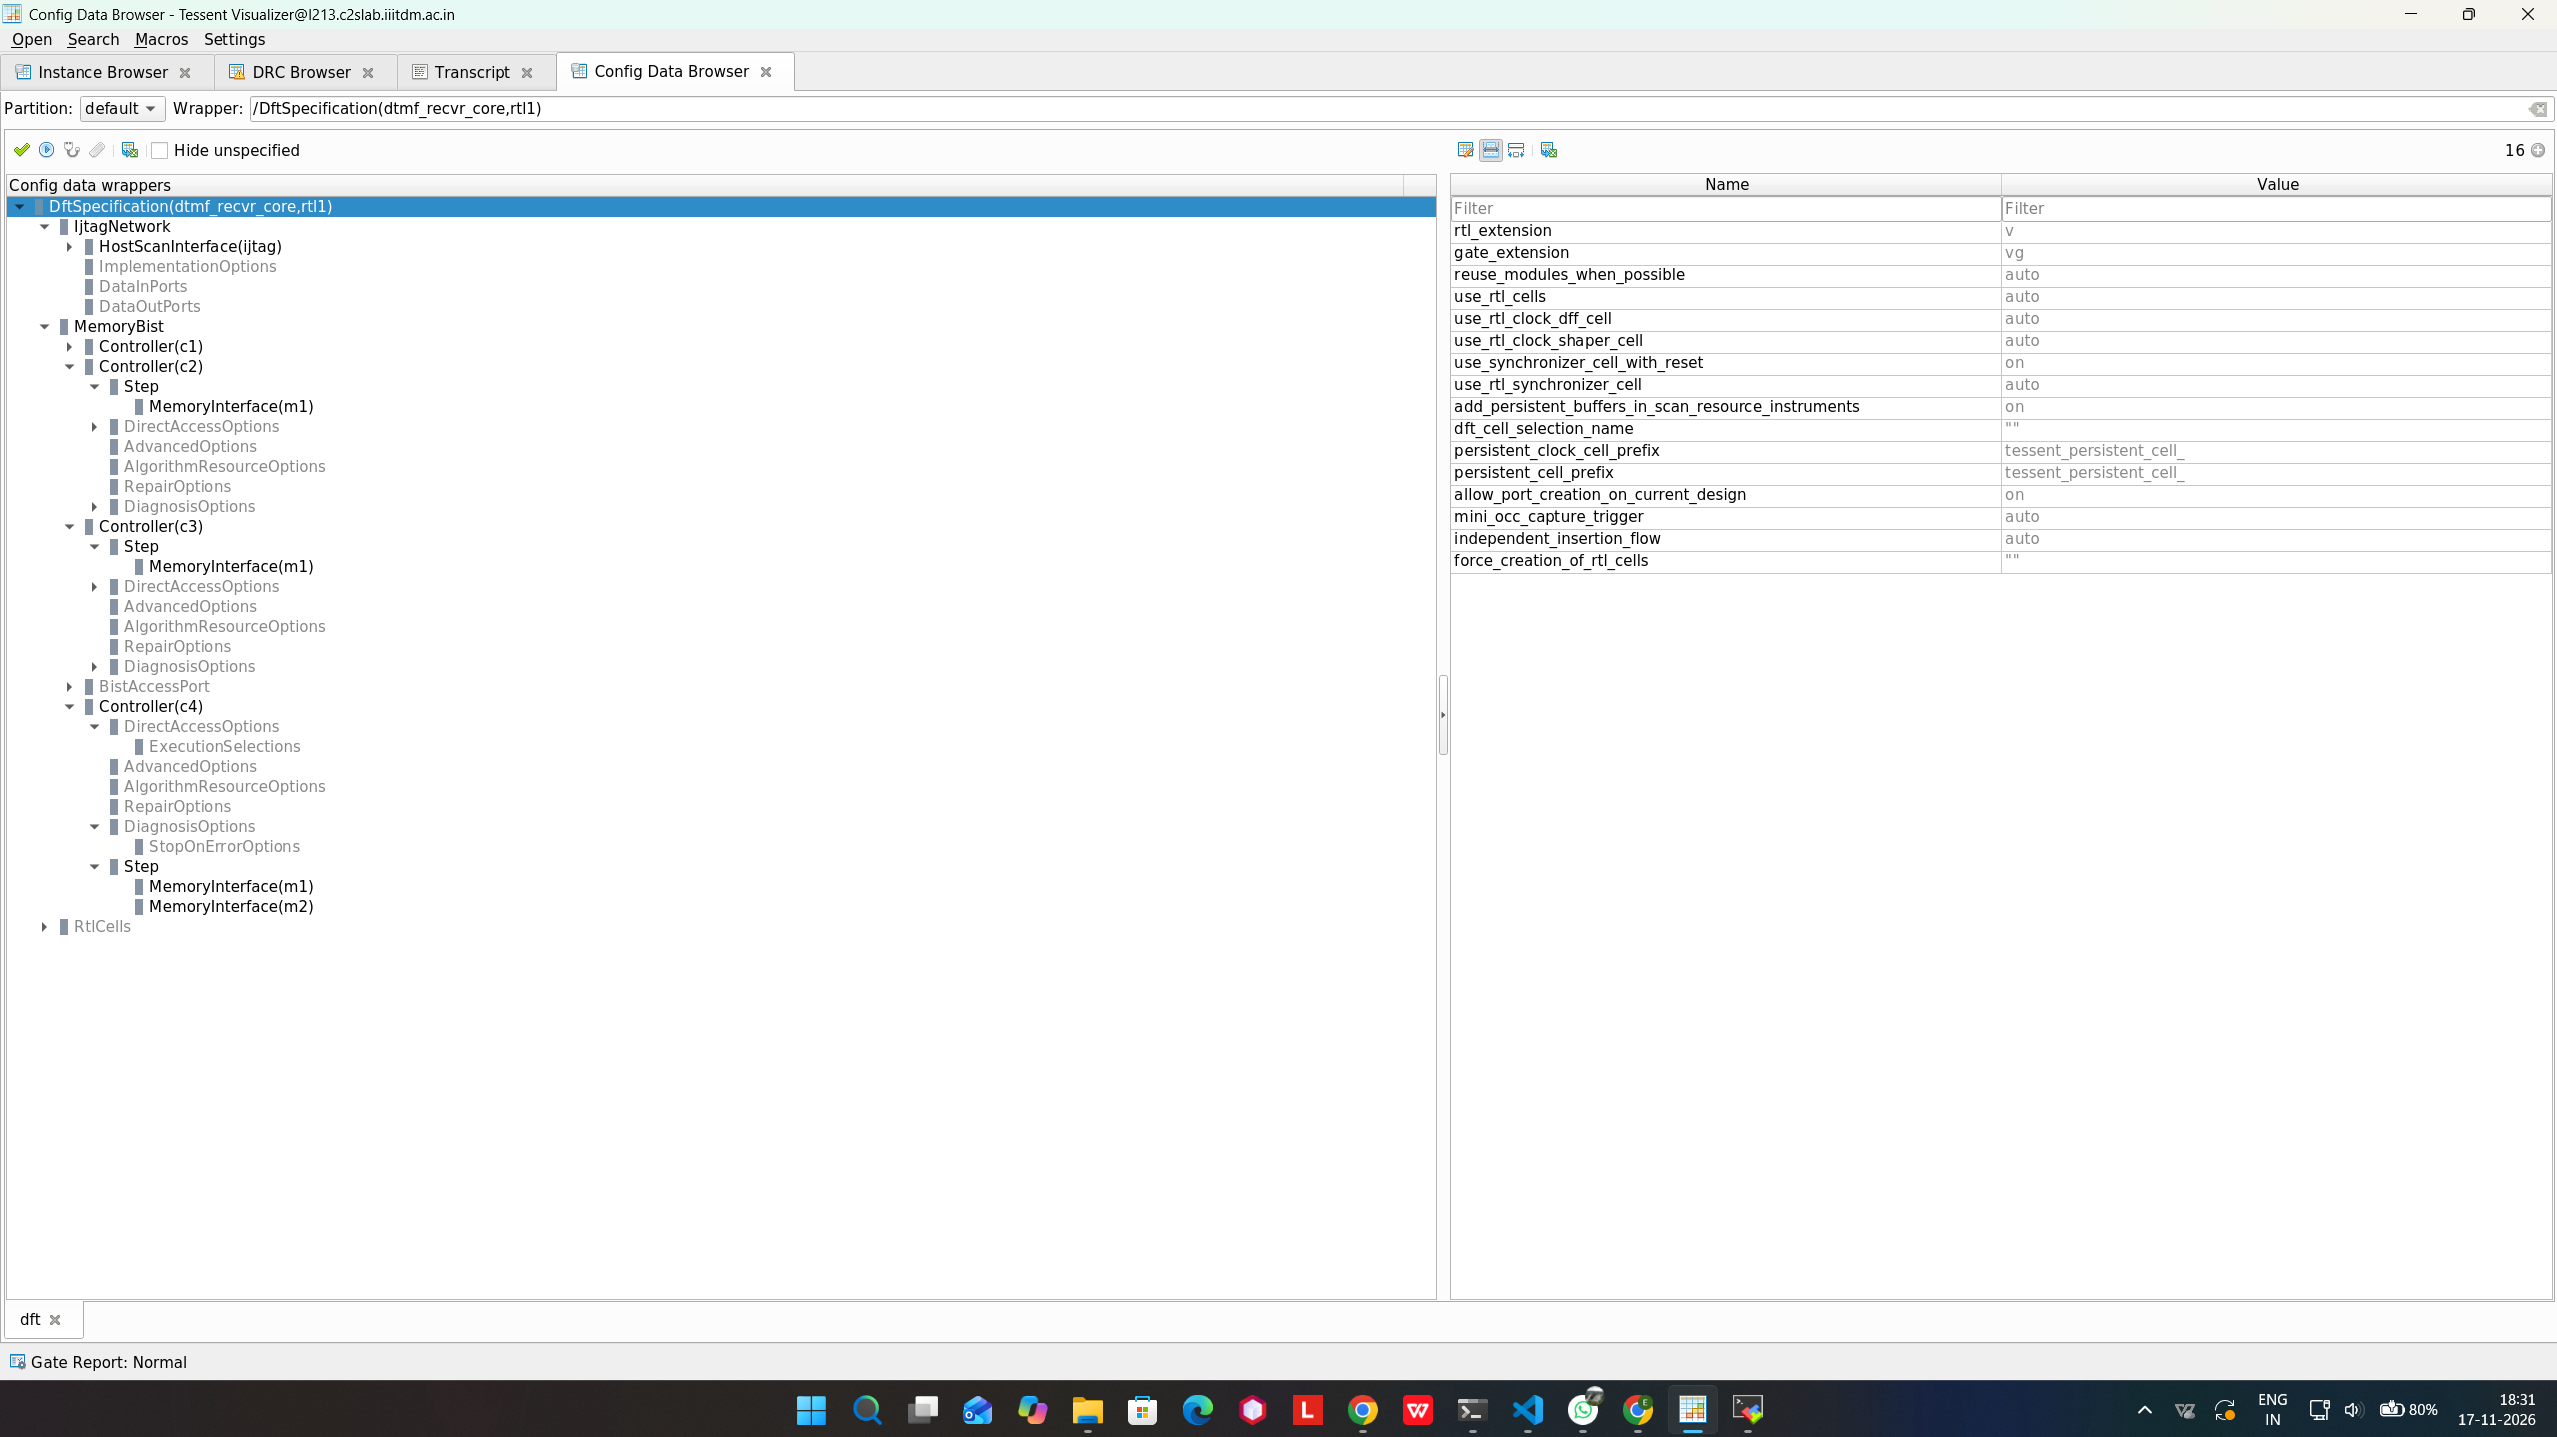 Config Data Browser - Tessent Visualizer@l213.c2slab.iiitdm.ac.in
Open Search Macros Settings
Instance Browser DRC Browser Transcript Config Data Browser
Partition: default Wrapper: /DftSpecification(dtmf_recvr_core,rtl1)
Hide unspecified
16
Config data wrappers
DftSpecification(dtmf_recvr_core,rtl1)
IjtagNetwork
HostScanInterface(ijtag)
ImplementationOptions
DataInPorts
DataOutPorts
MemoryBist
Controller(c1)
Controller(c2)
Step
MemoryInterface(m1)
DirectAccessOptions
AdvancedOptions
AlgorithmResourceOptions
RepairOptions
DiagnosisOptions
Controller(c3)
Step
MemoryInterface(m1)
DirectAccessOptions
AdvancedOptions
AlgorithmResourceOptions
RepairOptions
DiagnosisOptions
BistAccessPort
Controller(c4)
DirectAccessOptions
ExecutionSelections
AdvancedOptions
AlgorithmResourceOptions
RepairOptions
DiagnosisOptions
StopOnErrorOptions
Step
MemoryInterface(m1)
MemoryInterface(m2)
RtlCells
Name Value
Filter Filter
rtl_extension v
gate_extension vg
reuse_modules_when_possible auto
use_rtl_cells auto
use_rtl_clock_dff_cell auto
use_rtl_clock_shaper_cell auto
use_synchronizer_cell_with_reset on
use_rtl_synchronizer_cell auto
add_persistent_buffers_in_scan_resource_instruments on
dft_cell_selection_name ""
persistent_clock_cell_prefix tessent_persistent_cell_
persistent_cell_prefix tessent_persistent_cell_
allow_port_creation_on_current_design on
mini_occ_capture_trigger auto
independent_insertion_flow auto
force_creation_of_rtl_cells ""
dft
Gate Report: Normal
ENG
IN
80%
18:31
17-11-2026